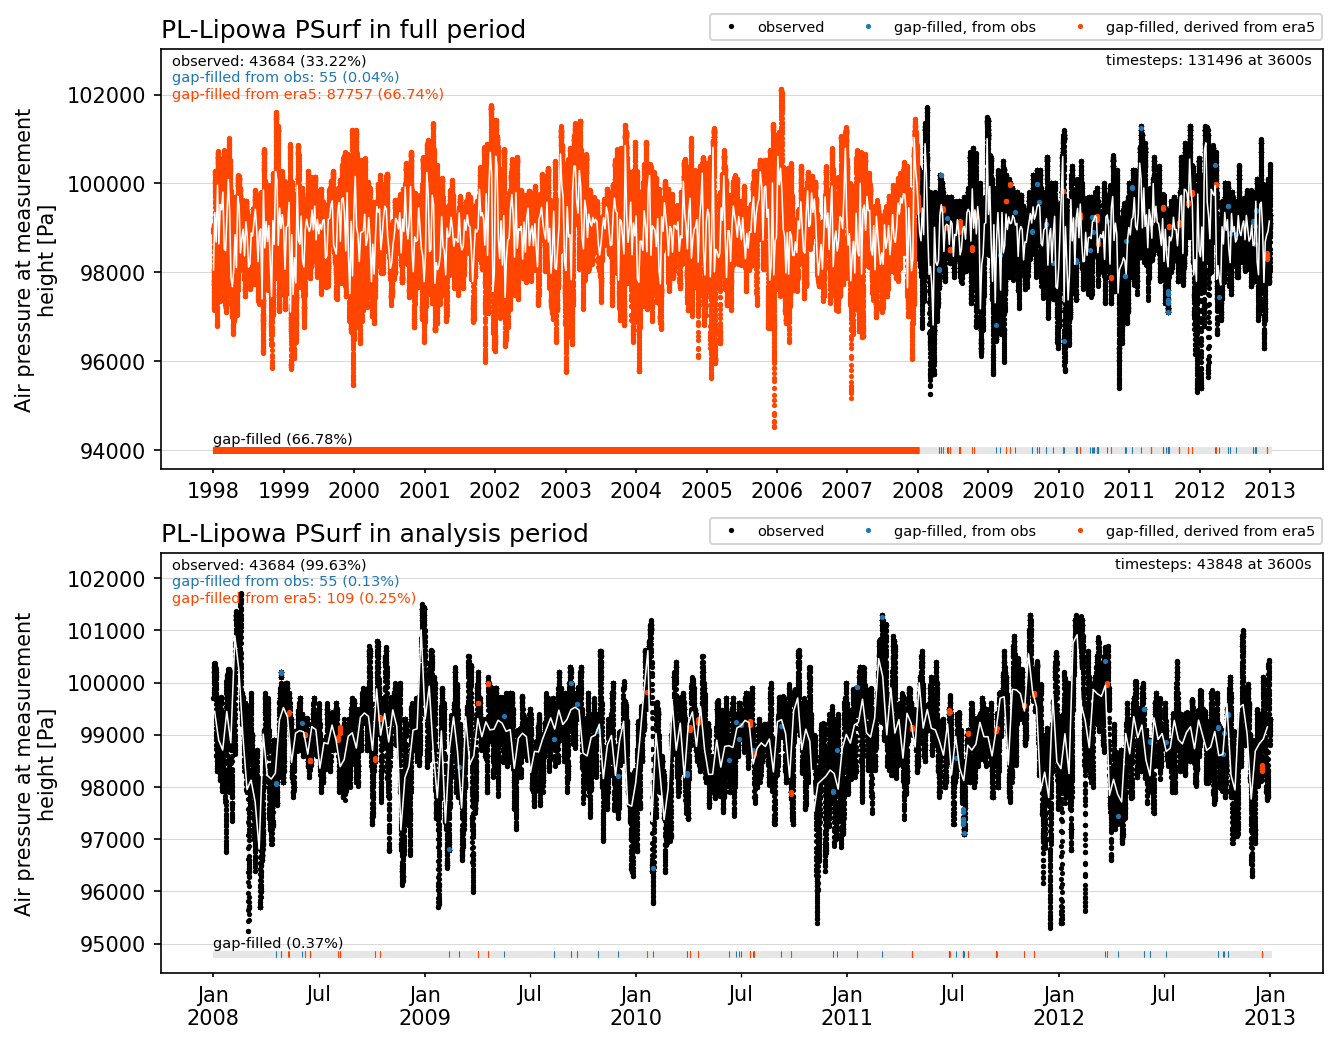 PL-Lipowa PSurf in full period
observed
gap-filled, from obs
gap-filled, derived from era5
observed: 43684 (33.22%)
gap-filled from obs: 55 (0.04%)
gap-filled from era5: 87757 (66.74%)
timesteps: 131496 at 3600s
Air pressure at measurement
height [Pa]
102000
100000
98000
96000
94000
gap-filled (66.78%)
1998 1999 2000 2001 2002 2003 2004 2005 2006 2007 2008 2009 2010 2011 2012 2013
PL-Lipowa PSurf in analysis period
observed
gap-filled, from obs
gap-filled, derived from era5
observed: 43684 (99.63%)
gap-filled from obs: 55 (0.13%)
gap-filled from era5: 109 (0.25%)
timesteps: 43848 at 3600s
Air pressure at measurement
height [Pa]
102000
101000
100000
99000
98000
97000
96000
95000
gap-filled (0.37%)
Jan Jul Jan Jul Jan Jul Jan Jul Jan Jul Jan
2008 2009 2010 2011 2012 2013